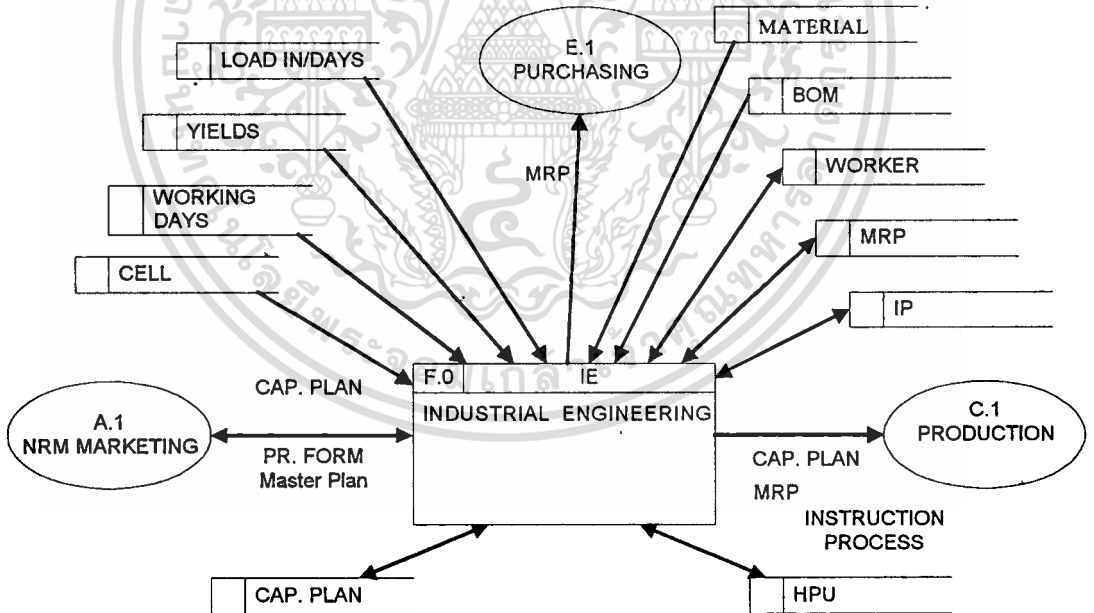 MATERIAL
E.1
PURCHASING
LOAD IN/DAYS
BOM
YIELDS
MRP
WORKER
WORKING
DAYS
MRP
CELL
IP
F.0 IE
CAP. PLAN
INDUSTRIAL ENGINEERING
A.1
NRM MARKETING
C.1
PRODUCTION
PR. FORM
Master Plan
CAP. PLAN
MRP
INSTRUCTION
PROCESS
CAP. PLAN
HPU